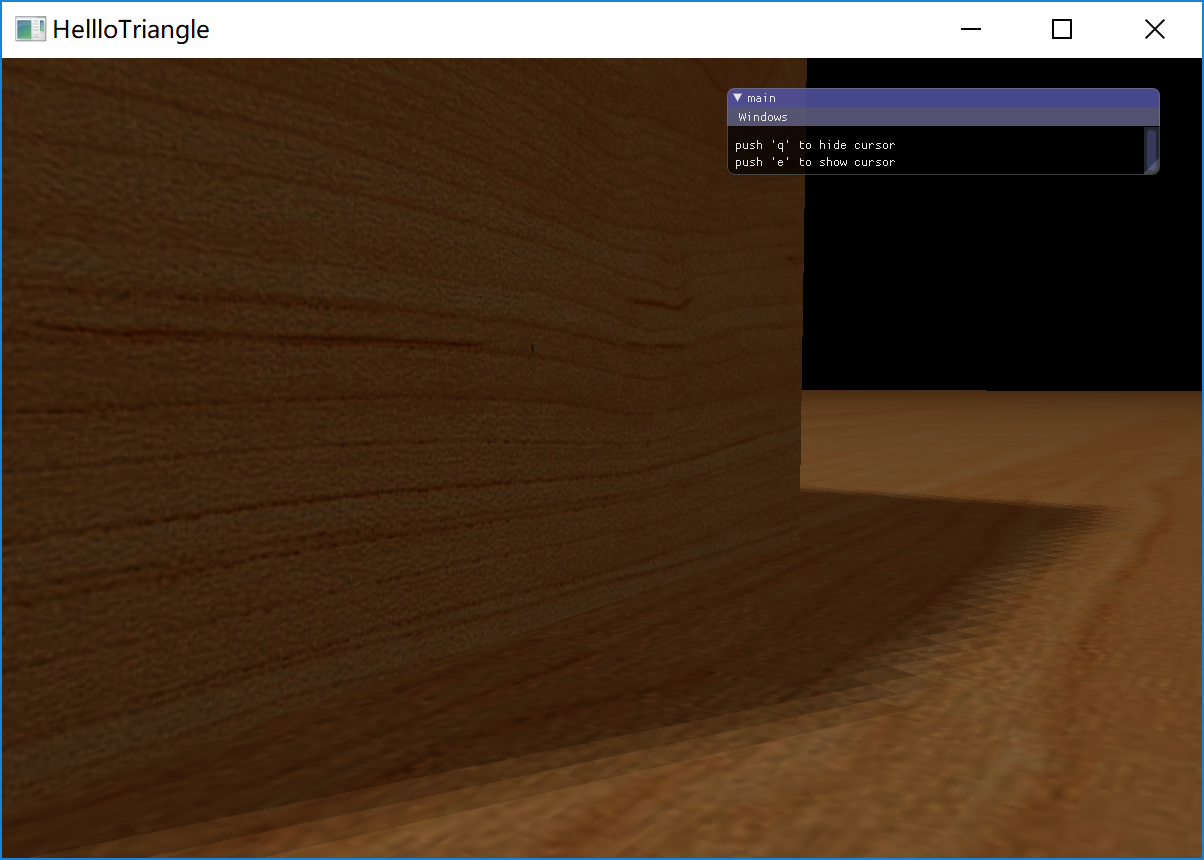 HellloTriangle
main
Windows
push 'q' to hide cursor
push 'e' to show cursor